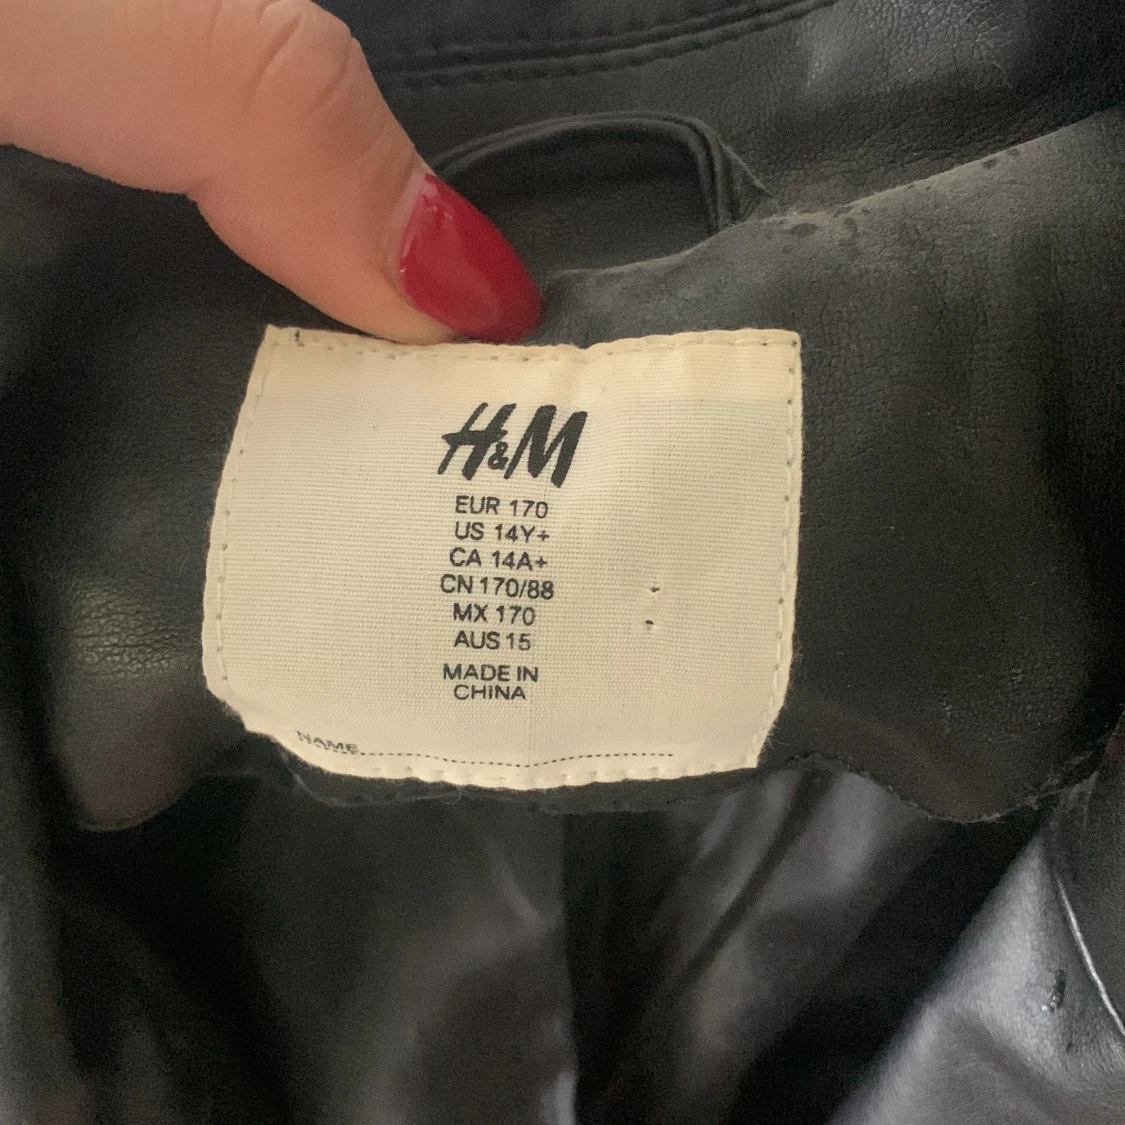 H&M
EUR 170
US 14Y+
CA 14A+
CN 170/88
MX 170
AUS 15
MADE IN
CHINA
NAME